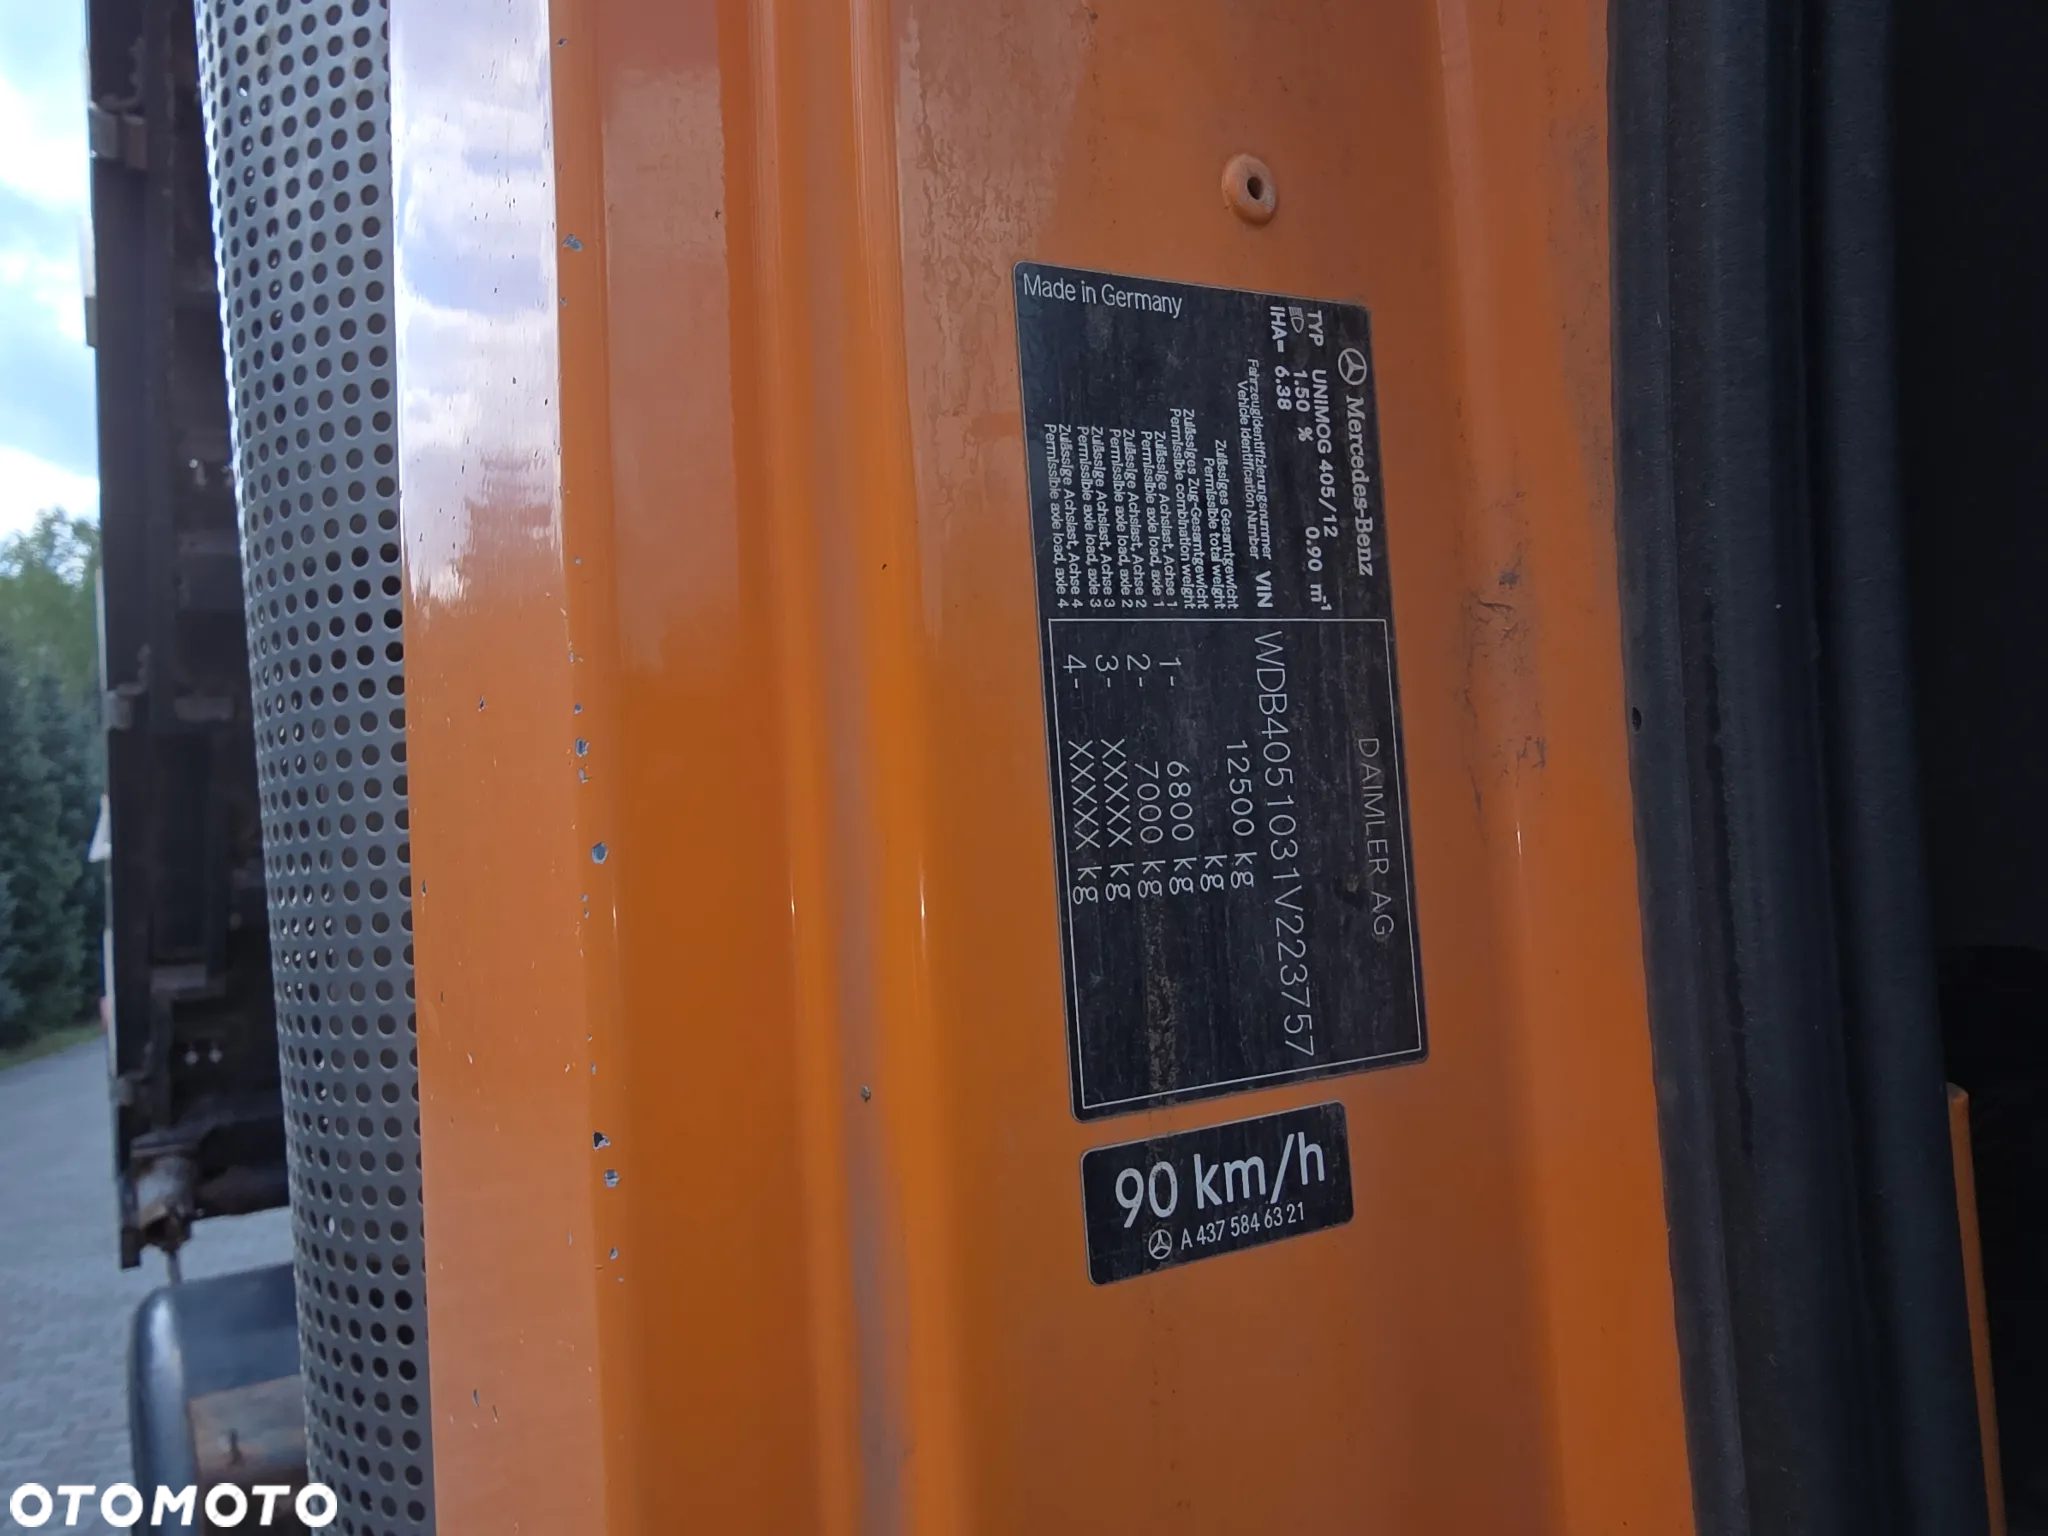 Made in Germany
Mercedes-Benz
TYP UNIMOG 405/12
1.50 % 0.90 m-1
IHA= 6.38
DAIMLER AG
Fahrzeugidentifizierungsnummer
Vehicle Identification Number VIN WDB4051031V223757
Zulässiges Gesamtgewicht
Permissible total weight 12500 kg
Zulässiges Zug-Gesamtgewicht
Permissible combination weight kg
Zulässige Achslast, Achse 1
Permissible axle load, axle 1 1- 6800 kg
Zulässige Achslast, Achse 2
Permissible axle load, axle 2 2- 7000 kg
Zulässige Achslast, Achse 3
Permissible axle load, axle 3 3- XXXXX kg
Zulässige Achslast, Achse 4
Permissible axle load, axle 4 4- XXXXX kg
90 km/h
A 437 584 63 21
OTOMOTO